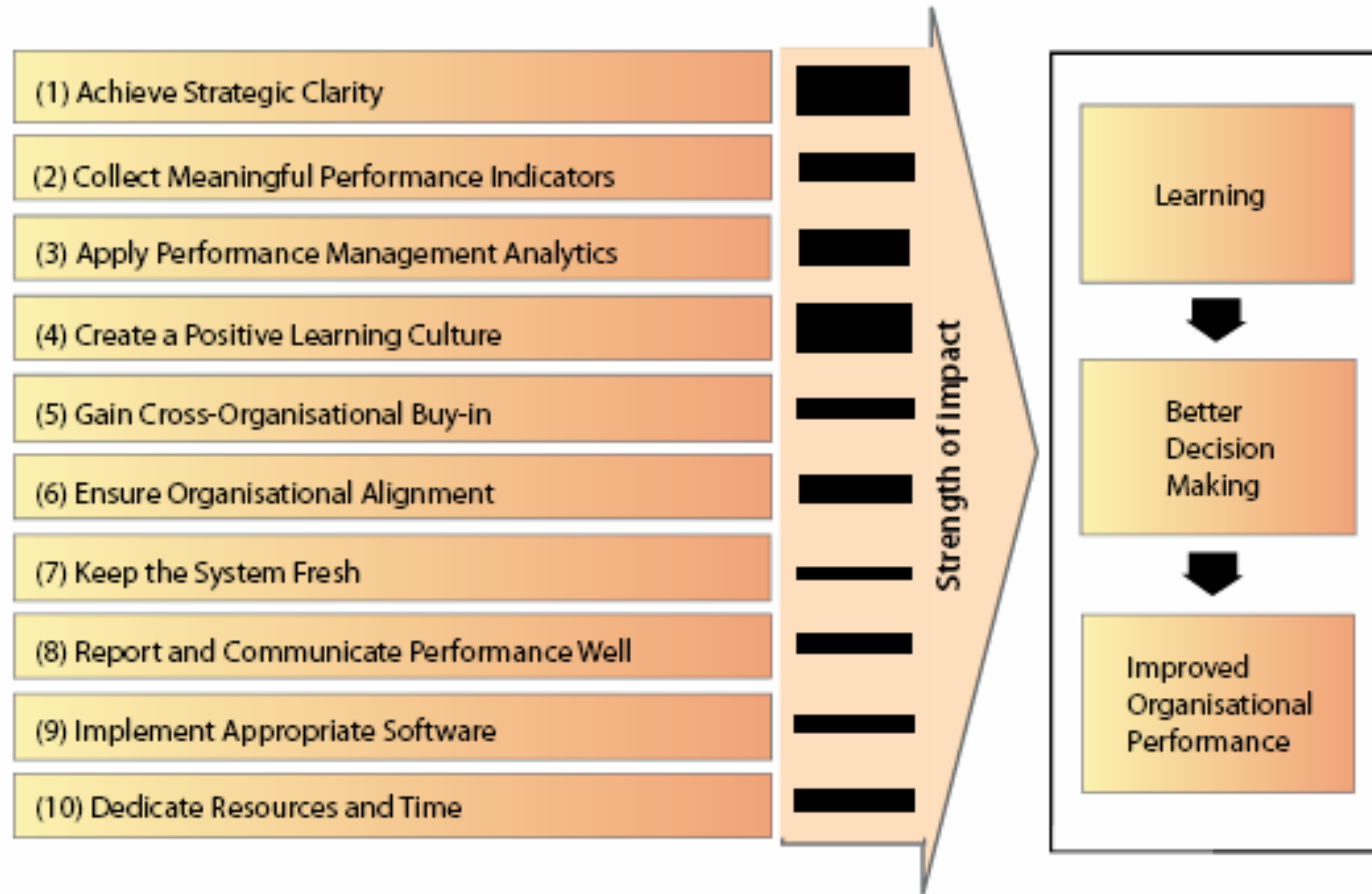 (1) Achieve Strategic Clarity
(2) Collect Meaningful Performance Indicators
(3) Apply Performance Management Analytics
(4) Create a Positive Learning Culture
(5) Gain Cross-Organisational Buy-in
(6) Ensure Organisational Alignment
(7) Keep the System Fresh
(8) Report and Communicate Performance Well
(9) Implement Appropriate Software
(10) Dedicate Resources and Time
Strength of impact
Learning
Better
Decision
Making
Improved
Organisational
Performance